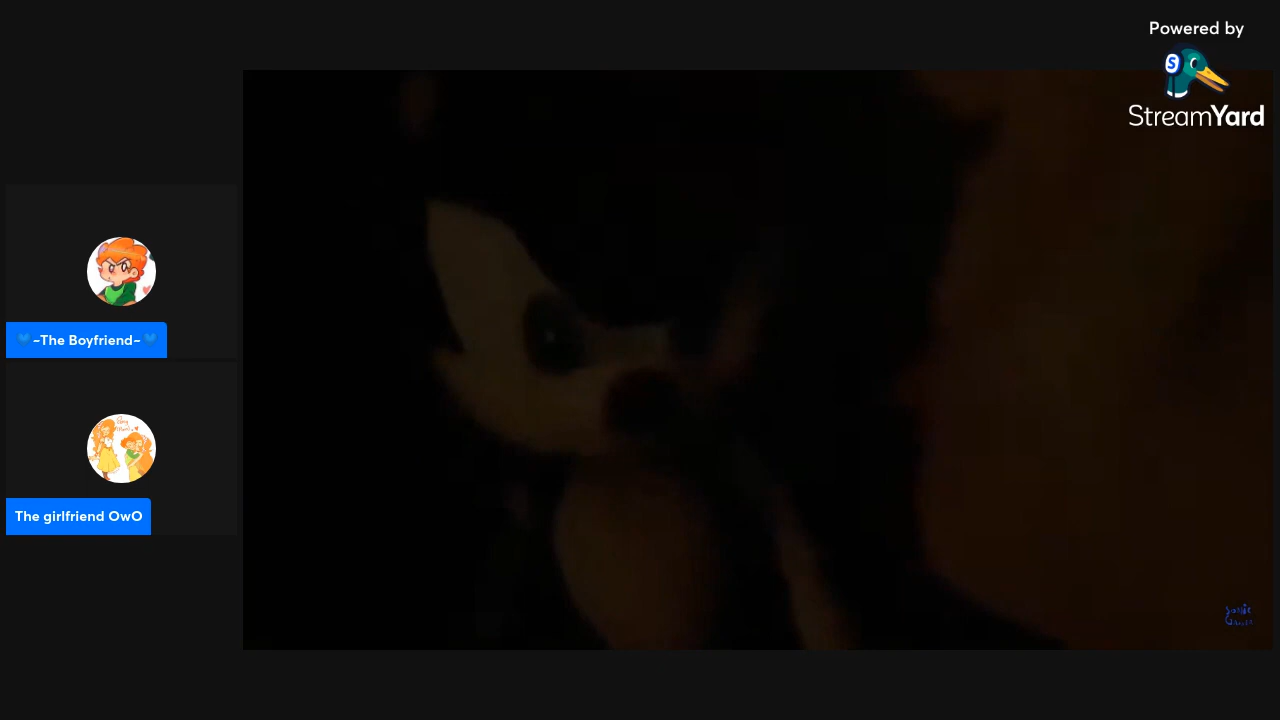 Powered by
StreamYard
💙~The Boyfriend~💙
The girlfriend OwO